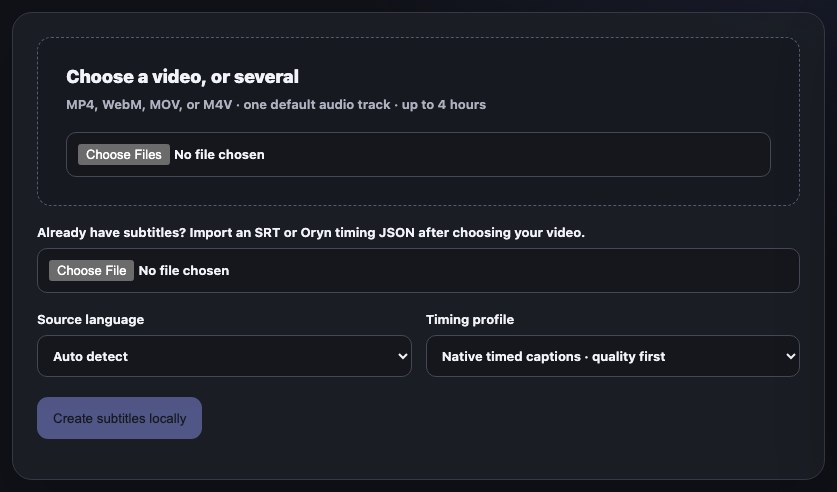 Choose a video, or several
MP4, WebM, MOV, or M4V · one default audio track · up to 4 hours
Choose Files No file chosen
Already have subtitles? Import an SRT or Oryn timing JSON after choosing your video.
Choose File No file chosen
Source language
Timing profile
Auto detect
Native timed captions · quality first
Create subtitles locally